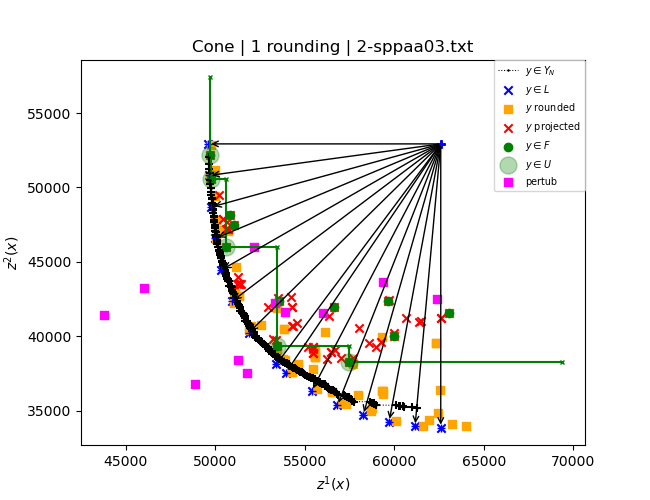 Cone | 1 rounding | 2-sppaa03.txt
y ∈ Y_N
y ∈ L
y rounded
y projected
y ∈ F
y ∈ U
pertub
z²(x)
55000
50000
45000
40000
35000
45000 50000 55000 60000 65000 70000
z¹(x)